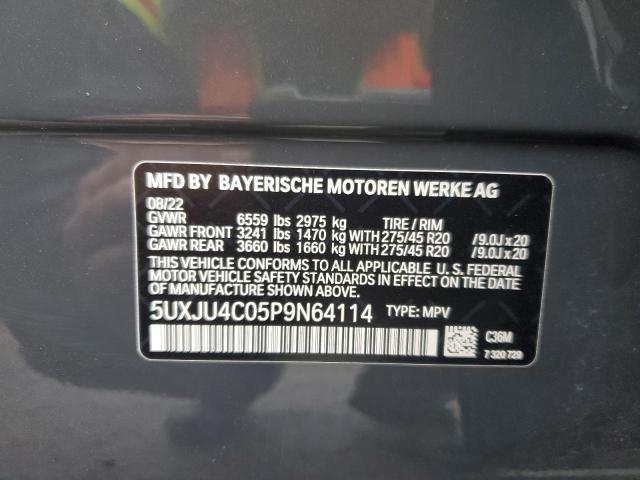 MFD BY BAYERISCHE MOTOREN WERKE AG
08/22
GVWR 6559 lbs 2975 kg TIRE / RIM
GAWR FRONT 3241 lbs 1470 kg WITH 275/45 R20 /9.0J x 20
GAWR REAR 3660 lbs 1660 kg WITH 275/45 R20 /9.0J x 20
THIS VEHICLE CONFORMS TO ALL APPLICABLE U. S. FEDERAL
MOTOR VEHICLE SAFETY STANDARDS IN EFFECT ON THE DATE
OF MANUFACTURE SHOWN ABOVE.
5UXJU4C05P9N64114 TYPE: MPV
C36M
7 320 729